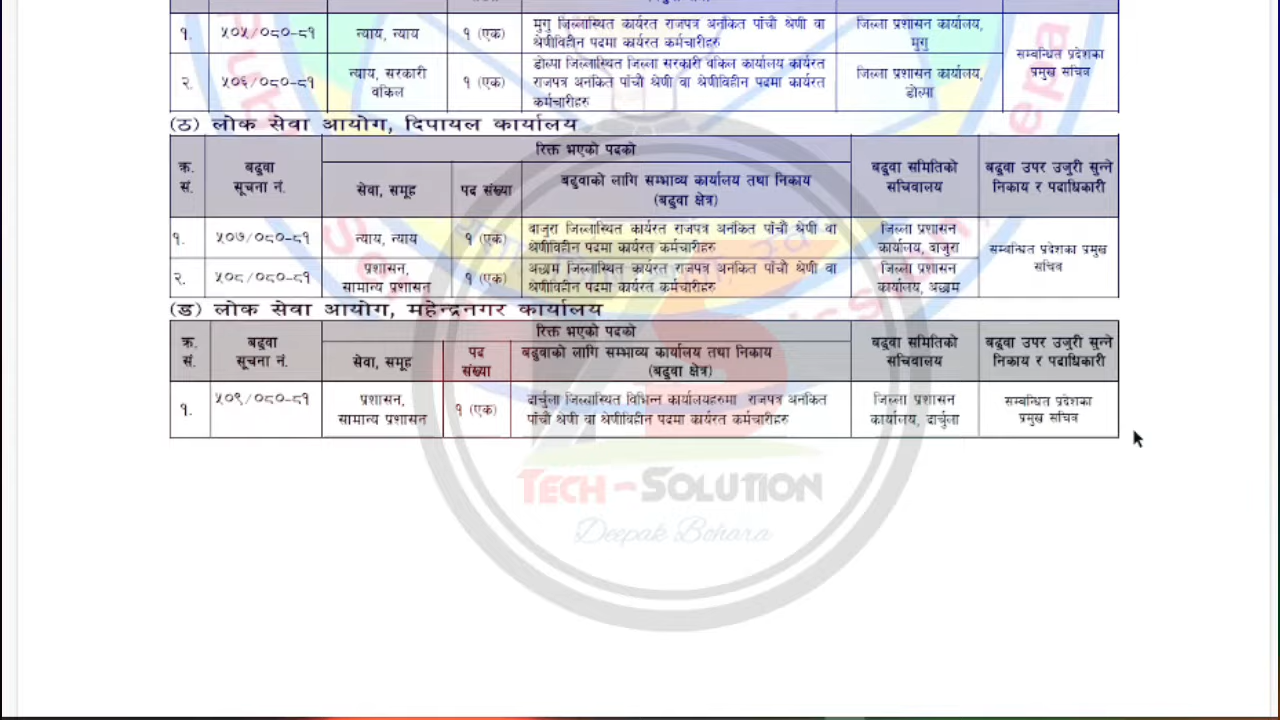 १. ५०५/०८०-८१ न्याय, न्याय १ (एक) मुगु जिल्लास्थित कार्यरत राजपत्र अनंकित पाँचौ श्रेणी वा श्रेणीविहीन पदमा कार्यरत कर्मचारीहरु जिल्ला प्रशासन कार्यालय, मुगु सम्बन्धित प्रदेशका प्रमुख सचिव
२. ५०६/०८०-८१ न्याय, सरकारी वकिल १ (एक) डोल्पा जिल्लास्थित जिल्ला सरकारी वकिल कार्यालय कार्यरत राजपत्र अनंकित पाँचौ श्रेणी वा श्रेणीविहीन पदमा कार्यरत कर्मचारीहरु जिल्ला प्रशासन कार्यालय, डोल्पा
(ठ) लोक सेवा आयोग, दिपायल कार्यालय
क्र. सं. बढुवा सूचना नं. रिक्त भएको पदको बढुवा समितिको सचिवालय बढुवा उपर उजुरी सुन्ने निकाय र पदाधिकारी
सेवा, समूह पद संख्या बढुवाको लागि सम्भाव्य कार्यालय तथा निकाय (बढुवा क्षेत्र)
१. ५०७/०८०-८१ न्याय, न्याय १ (एक) बाजुरा जिल्लास्थित कार्यरत राजपत्र अनंकित पाँचौ श्रेणी वा श्रेणीविहीन पदमा कार्यरत कर्मचारीहरु जिल्ला प्रशासन कार्यालय, बाजुरा सम्बन्धित प्रदेशका प्रमुख सचिव
२. ५०८/०८०-८१ प्रशासन, सामान्य प्रशासन १ (एक) अछाम जिल्लास्थित कार्यरत राजपत्र अनंकित पाँचौ श्रेणी वा श्रेणीविहीन पदमा कार्यरत कर्मचारीहरु जिल्ला प्रशासन कार्यालय, अछाम
(ड) लोक सेवा आयोग, महेन्द्रनगर कार्यालय
क्र. सं. बढुवा सूचना नं. रिक्त भएको पदको बढुवा समितिको सचिवालय बढुवा उपर उजुरी सुन्ने निकाय र पदाधिकारी
सेवा, समूह पद संख्या बढुवाको लागि सम्भाव्य कार्यालय तथा निकाय (बढुवा क्षेत्र)
१. ५०९/०८०-८१ प्रशासन, सामान्य प्रशासन १ (एक) दार्चुला जिल्लास्थित विभिन्न कार्यालयहरुमा राजपत्र अनंकित पाँचौ श्रेणी वा श्रेणीविहीन पदमा कार्यरत कर्मचारीहरु जिल्ला प्रशासन कार्यालय, दार्चुला सम्बन्धित प्रदेशका प्रमुख सचिव
TECH-SOLUTION
Deepak Bohara